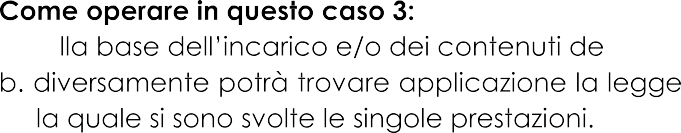 Come operare in questo caso 3:
lla base dell'incarico e/o dei contenuti de
b. diversamente potrà trovare applicazione la legge
la quale si sono svolte le singole prestazioni.